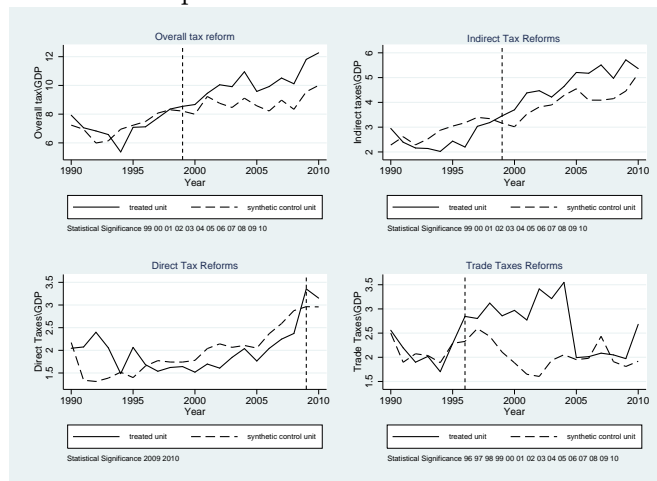 Overall tax reform
Overall tax\GDP
12
10
8
6
1990 1995 2000 2005 2010
Year
treated unit synthetic control unit
Statistical Significance 99 00 01 02 03 04 05 06 07 08 09 10
Indirect Tax Reforms
Indirect taxes\GDP
6
5
4
3
2
1990 1995 2000 2005 2010
Year
treated unit synthetic control unit
Statistical Significance 99 00 01 02 03 04 05 06 07 08 09 10
Direct Tax Reforms
Direct Taxes\GDP
3.5
3
2.5
2
1.5
1990 1995 2000 2005 2010
Year
treated unit synthetic control unit
Statistical Significance 2009 2010
Trade Taxes Reforms
Trade Taxes\GDP
3.5
3
2.5
2
1.5
1990 1995 2000 2005 2010
Year
treated unit synthetic control unit
Statistical Significance 96 97 98 99 00 01 02 03 04 05 06 07 08 09 10